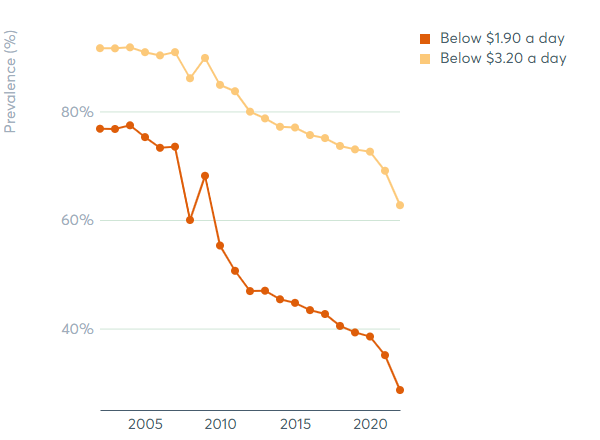 Prevalence (%)
Below $1.90 a day
Below $3.20 a day
80%
60%
40%
2005 2010 2015 2020